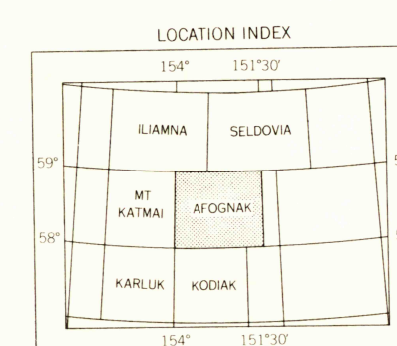 LOCATION INDEX
154° 151°30′
ILIAMNA SELDOVIA
59°
MT
KATMAI AFOGNAK
58°
KARLUK KODIAK
154° 151°30′